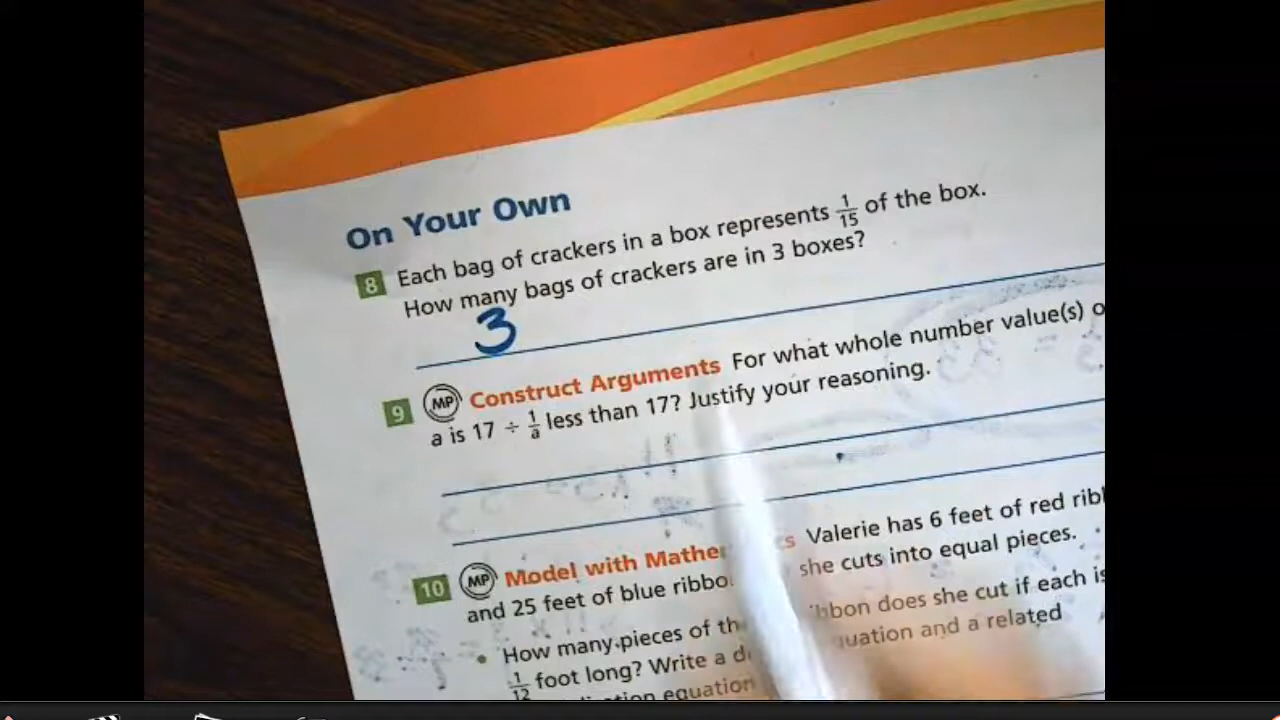 On Your Own
8 Each bag of crackers in a box represents 1/15 of the box.
How many bags of crackers are in 3 boxes?
3
9 MP Construct Arguments For what whole number value(s) o
a is 17 ÷ 1/a less than 17? Justify your reasoning.
10 MP Model with Mathe s Valerie has 6 feet of red rib
and 25 feet of blue ribbo she cuts into equal pieces.
• How many pieces of th ibbon does she cut if each is
1/12 foot long? Write a d quation and a related
equation